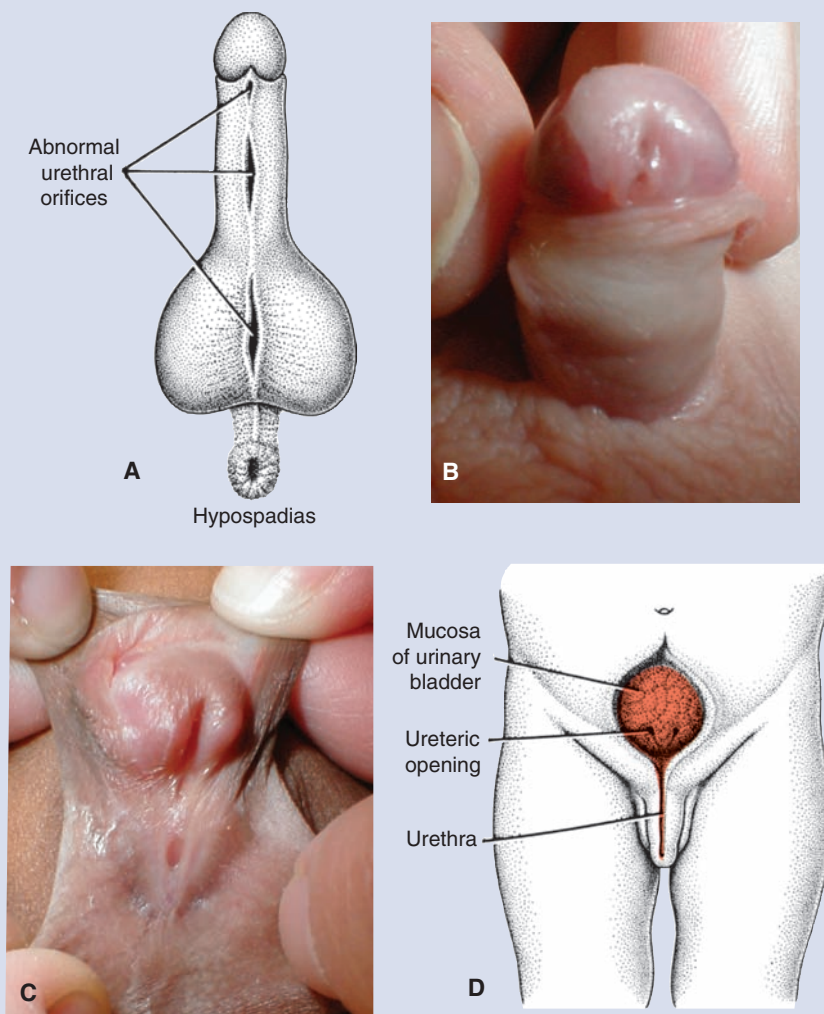 Abnormal
urethral
orifices
A
Hypospadias
B
C
Mucosa
of urinary
bladder
Ureteric
opening
Urethra
D